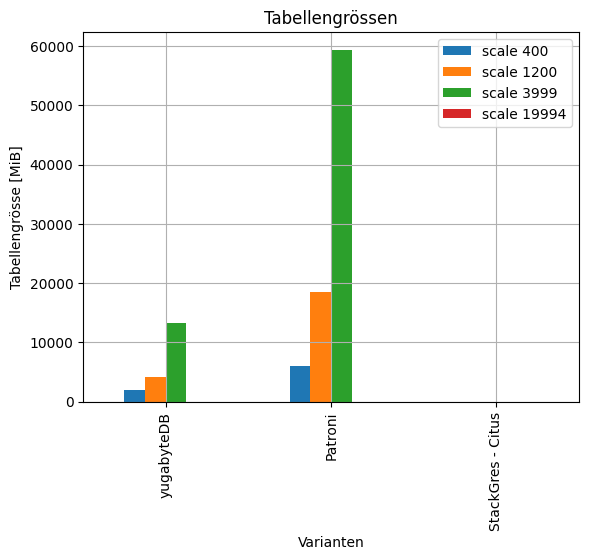 Tabellengrössen
scale 400
scale 1200
scale 3999
scale 19994
Tabellengrösse [MiB]
60000
50000
40000
30000
20000
10000
0
yugabyteDB
Patroni
StackGres - Citus
Varianten